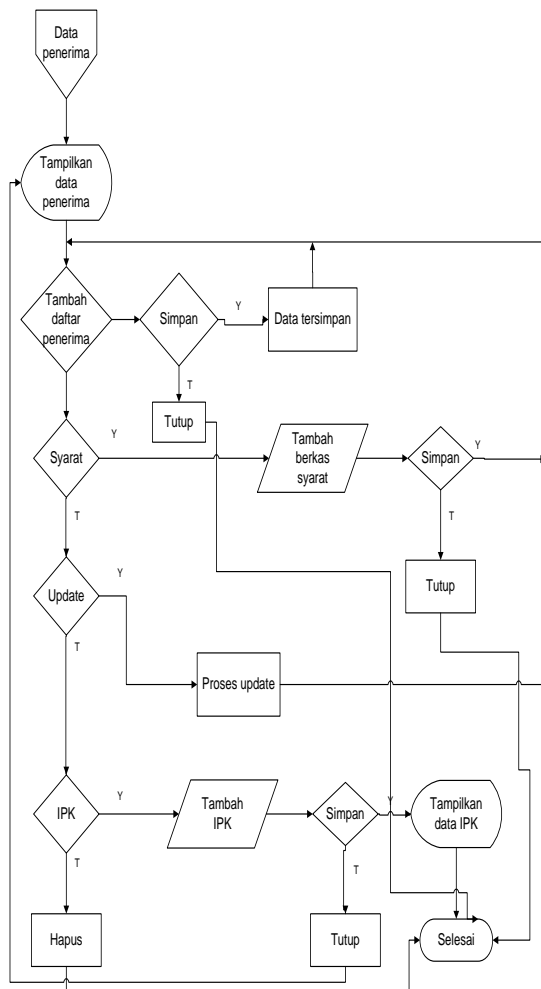 Data
penerima
Tampilkan
data
penerima
Tambah
daftar
penerima
Simpan
Y
Data tersimpan
T
Tutup
Syarat
Y
Tambah
berkas
syarat
Simpan
Y
T
T
Tutup
Update
Y
T
Proses update
IPK
Y
Tambah
IPK
Simpan
Y
Tampilkan
data IPK
T
T
Hapus
Tutup
Selesai